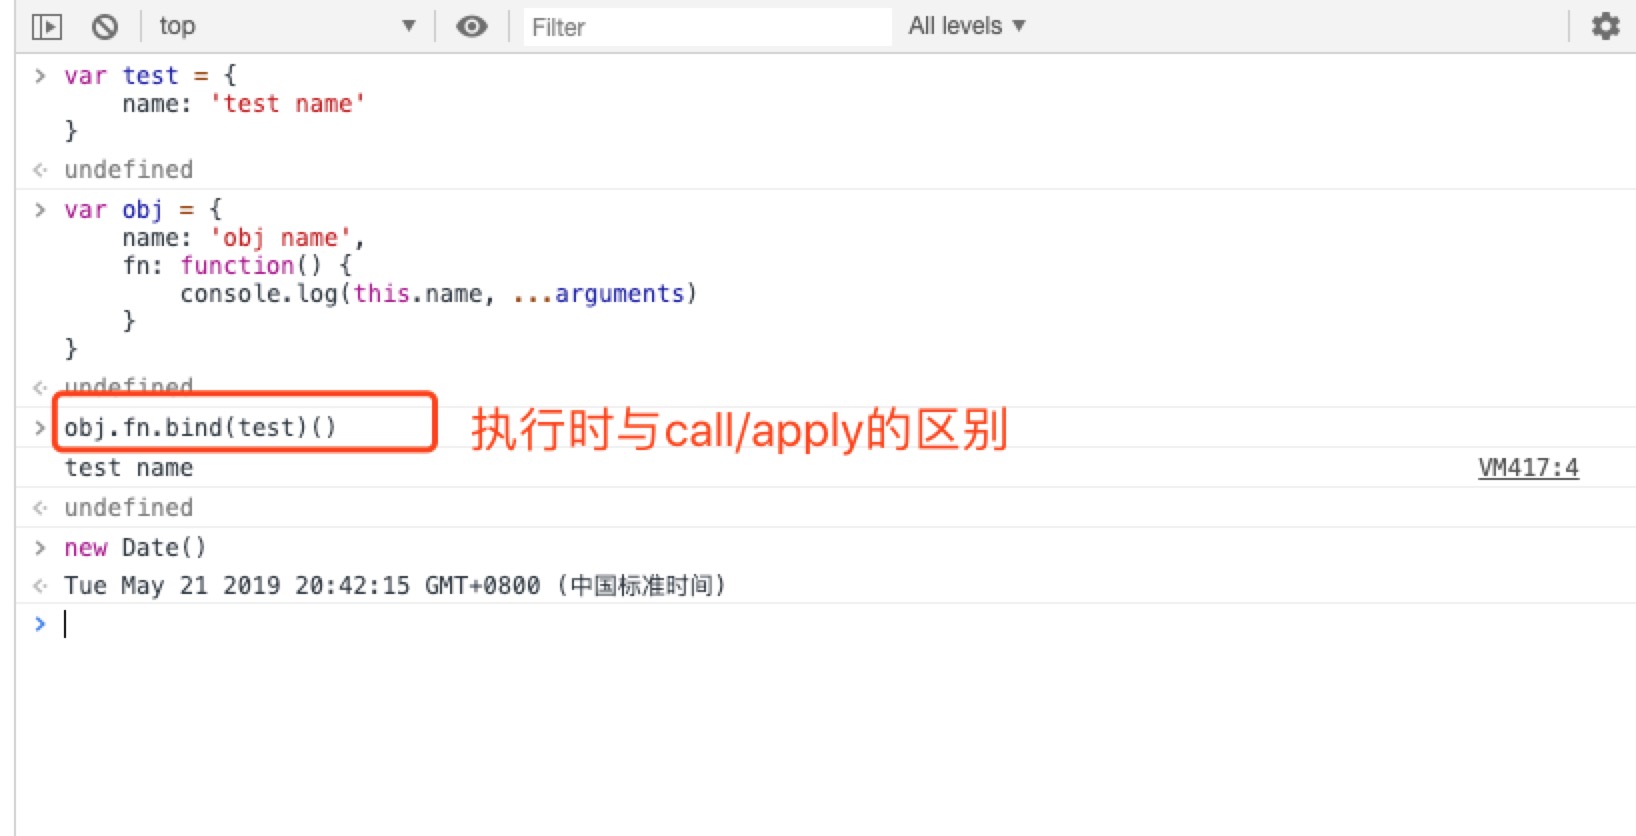 top
Filter
All levels
var test = {
name: 'test name'
}
undefined
var obj = {
name: 'obj name',
fn: function() {
console.log(this.name, ...arguments)
}
}
undefined
obj.fn.bind(test)()
执行时与call/apply的区别
test name
VM417:4
undefined
new Date()
Tue May 21 2019 20:42:15 GMT+0800 (中国标准时间)